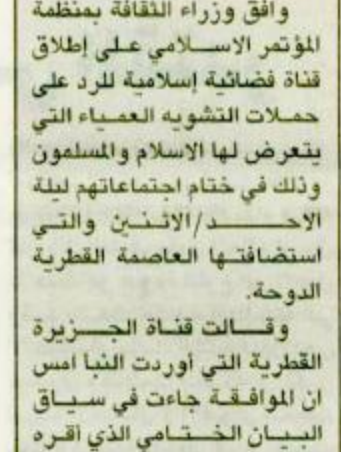 وافق وزراء الثقافة بمنظمة
المؤتمر الاسلامي على إطلاق
قناة فضائية إسلامية للرد على
حملات التشويه العمياء التي
يتعرض لها الاسلام والمسلمون
وذلك في ختام اجتماعاتهم ليلة
الاحد/الاثنين والتي
استضافتها العاصمة القطرية
الدوحة.
وقالت قناة الجزيرة
القطرية التي أوردت النبأ امس
ان الموافقة جاءت في سياق
البيان الختامي الذي أقره